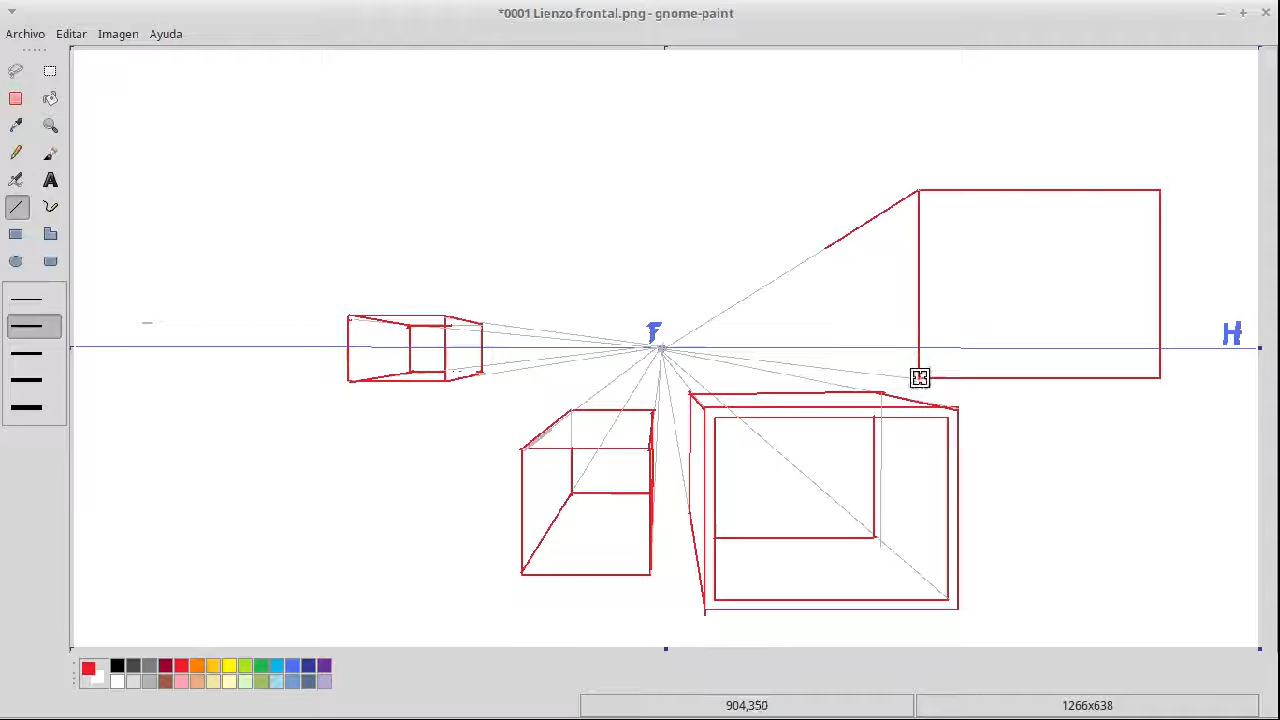 *0001 Lienzo frontal.png - gnome-paint
Archivo Editar Imagen Ayuda
A
F
H
904,350 1266x638